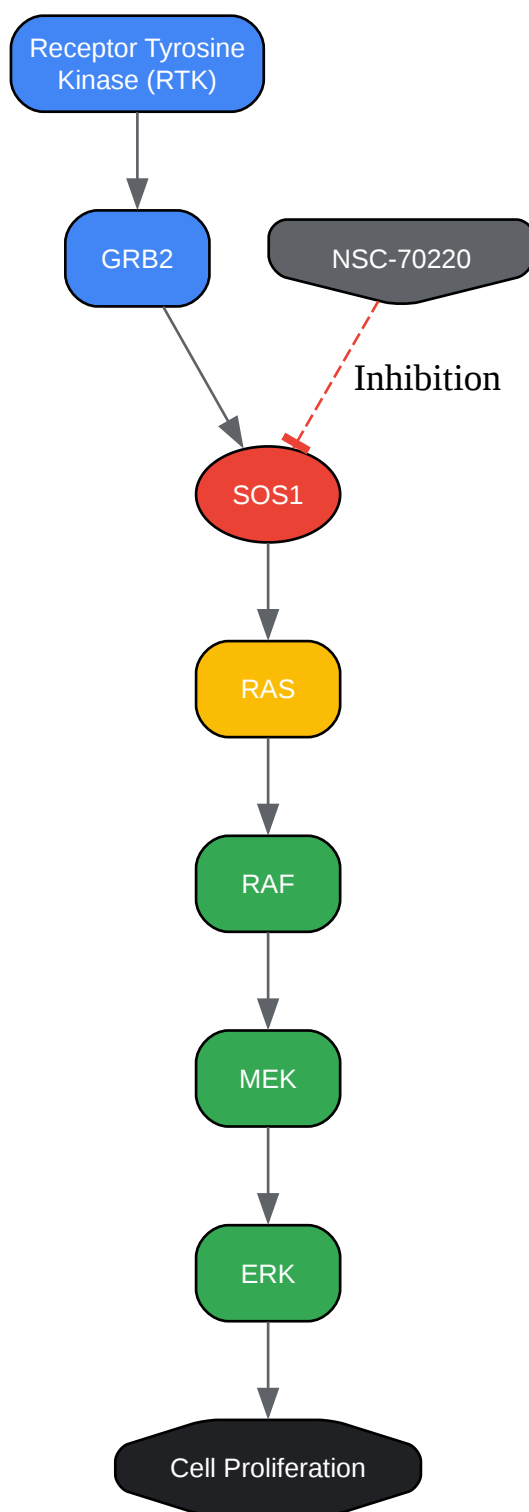 Receptor Tyrosine
Kinase (RTK)
GRB2
NSC-70220
Inhibition
SOS1
RAS
RAF
MEK
ERK
Cell Proliferation